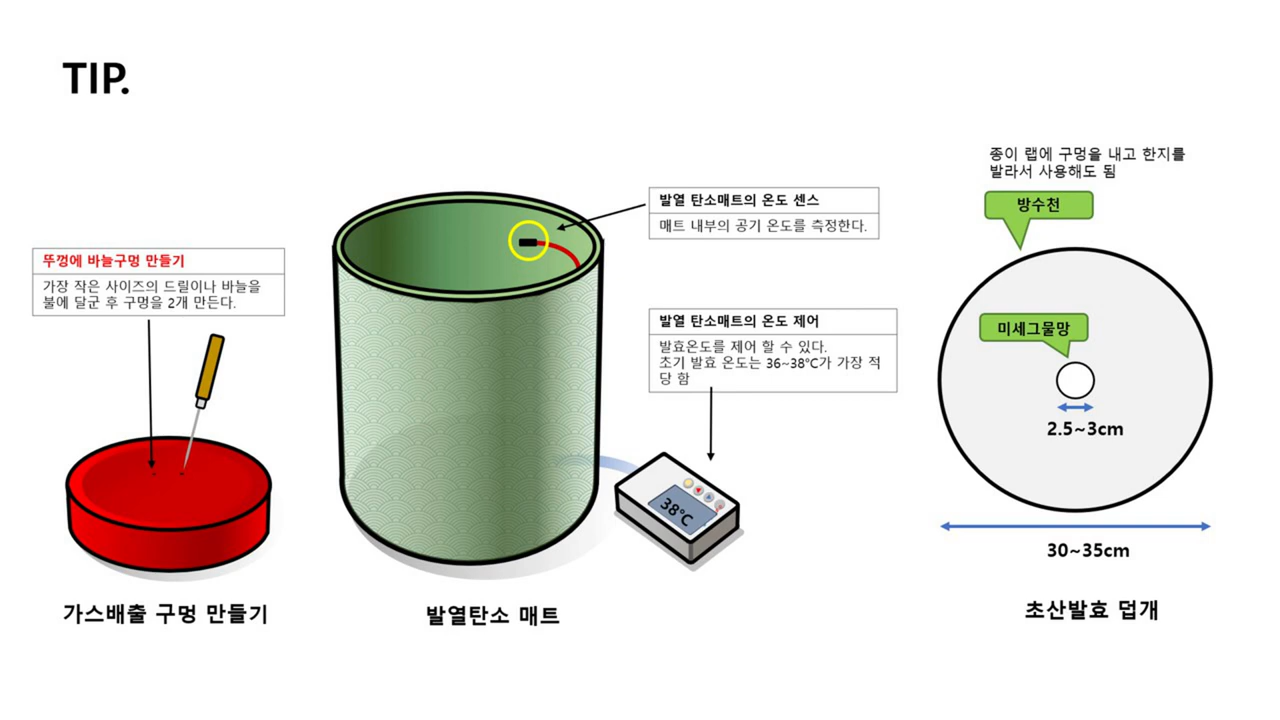 TIP.
종이 랩에 구멍을 내고 한지를
발라서 사용해도 됨
방수천
발열 탄소매트의 온도 센스
매트 내부의 공기 온도를 측정한다.
뚜껑에 바늘구멍 만들기
가장 작은 사이즈의 드릴이나 바늘을
불에 달군 후 구멍을 2개 만든다.
발열 탄소매트의 온도 제어
발효온도를 제어 할 수 있다.
초기 발효 온도는 36~38℃가 가장 적
당 함
미세그물망
2.5~3cm
38℃
30~35cm
가스배출 구멍 만들기
발열탄소 매트
초산발효 덥개